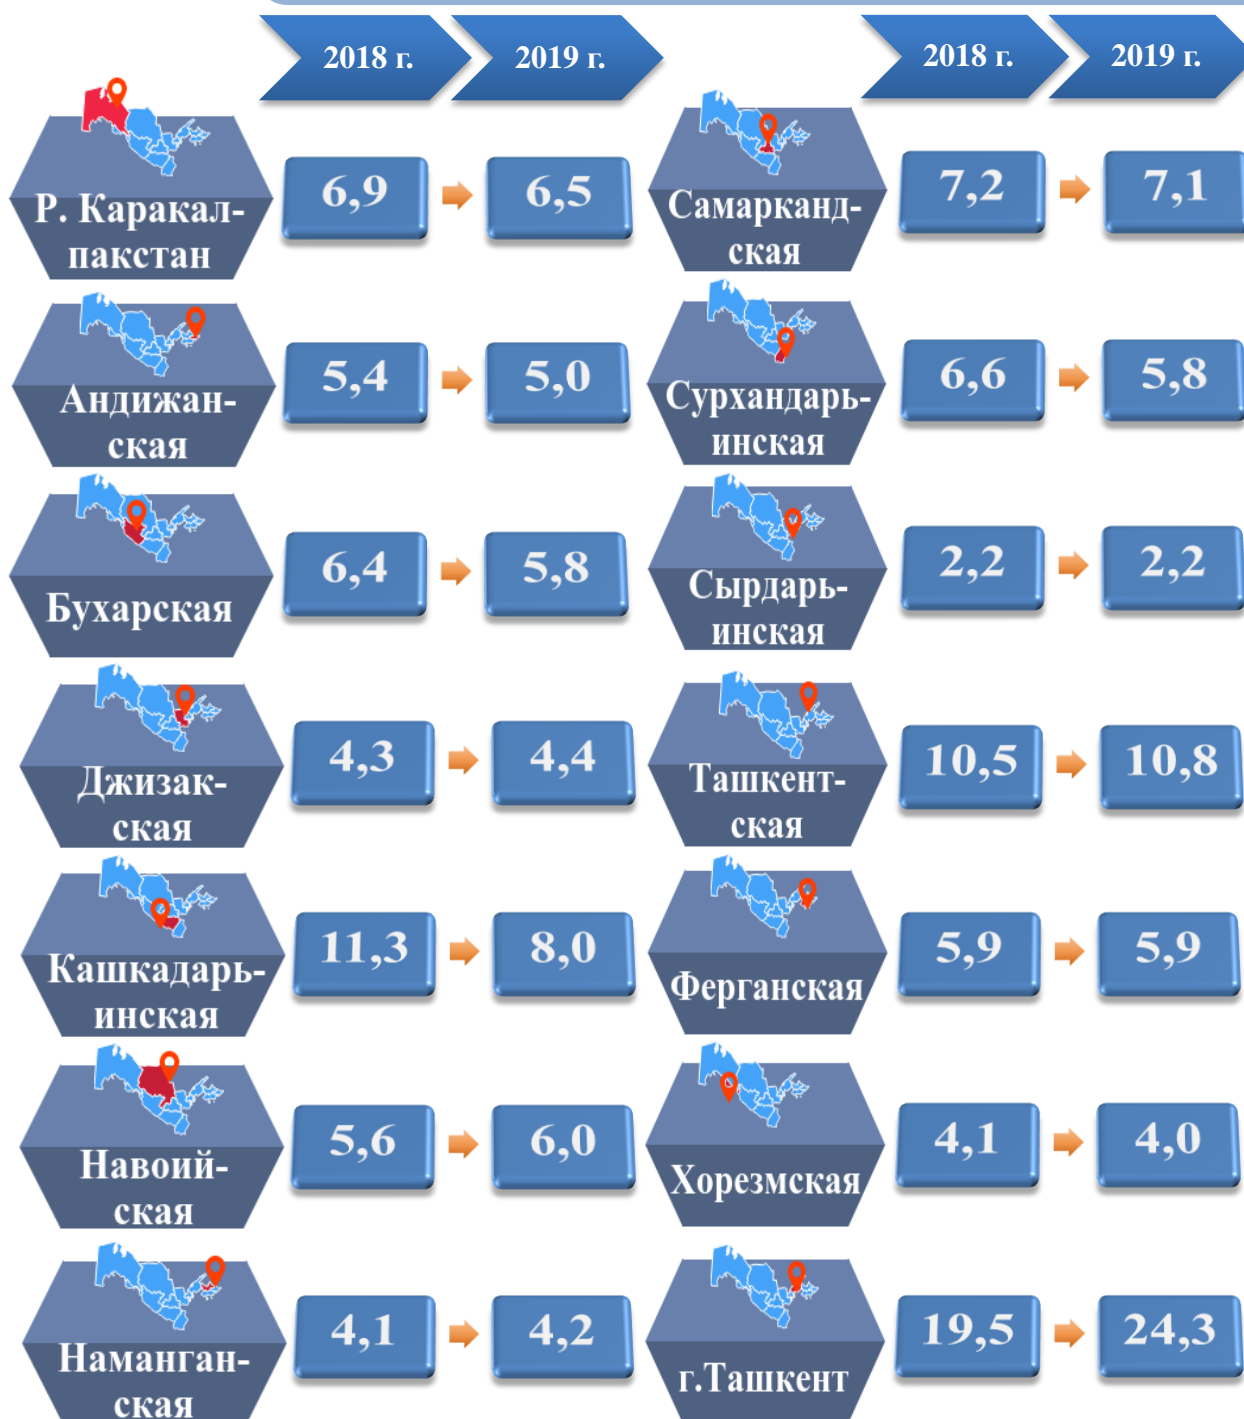 2018 г.
2019 г.
2018 г.
2019 г.
Р. Каракал-
пакстан
6,9
6,5
Самарканд-
ская
7,2
7,1
Андижан-
ская
5,4
5,0
Сурхандарь-
инская
6,6
5,8
Бухарская
6,4
5,8
Сырдарь-
инская
2,2
2,2
Джизак-
ская
4,3
4,4
Ташкент-
ская
10,5
10,8
Кашкадарь-
инская
11,3
8,0
Ферганская
5,9
5,9
Навоий-
ская
5,6
6,0
Хорезмская
4,1
4,0
Наманган-
ская
4,1
4,2
г.Ташкент
19,5
24,3